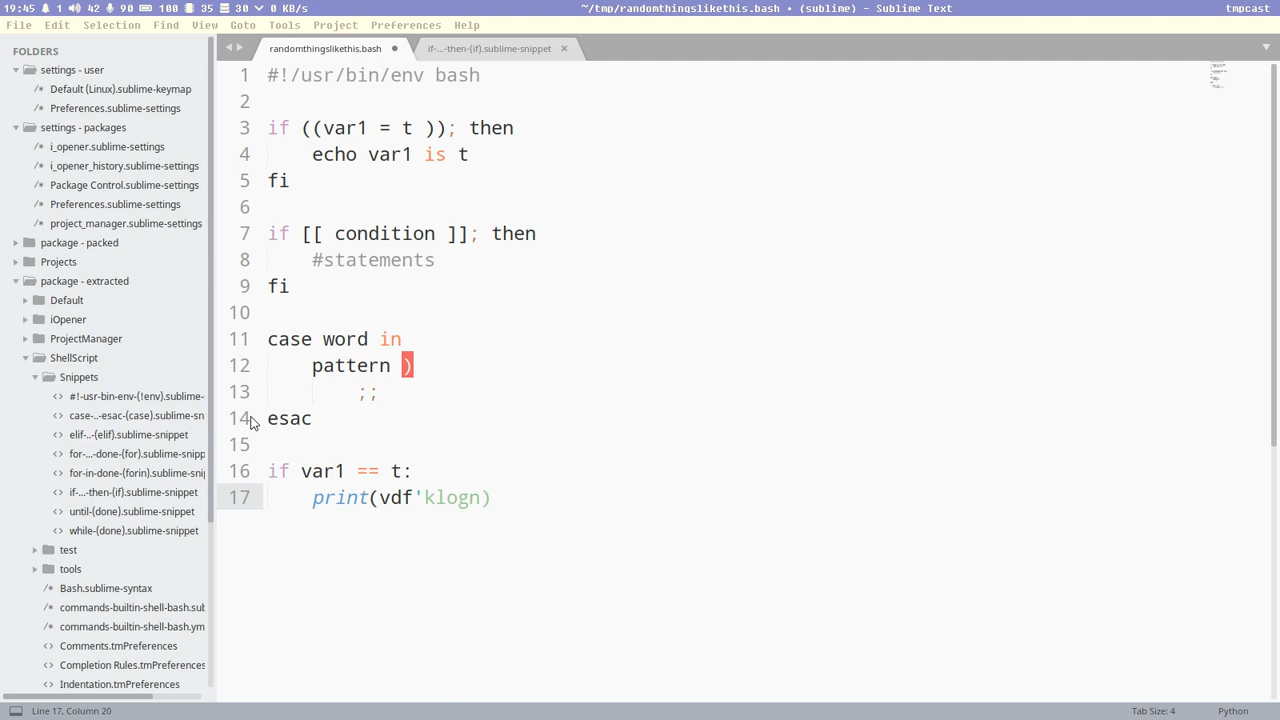 19:45 1 42 90 100 35 30 0 KB/s
~/tmp/randomthingslikethis.bash • (sublime) - Sublime Text
tmpcast
File Edit Selection Find View Goto Tools Project Preferences Help
FOLDERS
settings - user
Default (Linux).sublime-keymap
Preferences.sublime-settings
settings - packages
i_opener.sublime-settings
i_opener_history.sublime-settings
Package Control.sublime-settings
Preferences.sublime-settings
project_manager.sublime-settings
package - packed
Projects
package - extracted
Default
iOpener
ProjectManager
ShellScript
Snippets
#!-usr-bin-env-(!env).sublime-
case-..-esac-(case).sublime-sn
elif-..-(elif).sublime-snippet
for-...-done-(for).sublime-snipp
for-in-done-(forin).sublime-snip
if-...-then-(if).sublime-snippet
until-(done).sublime-snippet
while-(done).sublime-snippet
test
tools
Bash.sublime-syntax
commands-builtin-shell-bash.sub
commands-builtin-shell-bash.ym
Comments.tmPreferences
Completion Rules.tmPreferences
Indentation.tmPreferences
randomthingslikethis.bash
if-...-then-(if).sublime-snippet
1 #!/usr/bin/env bash
2
3 if ((var1 = t )); then
4 echo var1 is t
5 fi
6
7 if [[ condition ]]; then
8 #statements
9 fi
10
11 case word in
12 pattern )
13 ;;
14 esac
15
16 if var1 == t:
17 print(vdf'klogn)
Line 17, Column 20
Tab Size: 4
Python